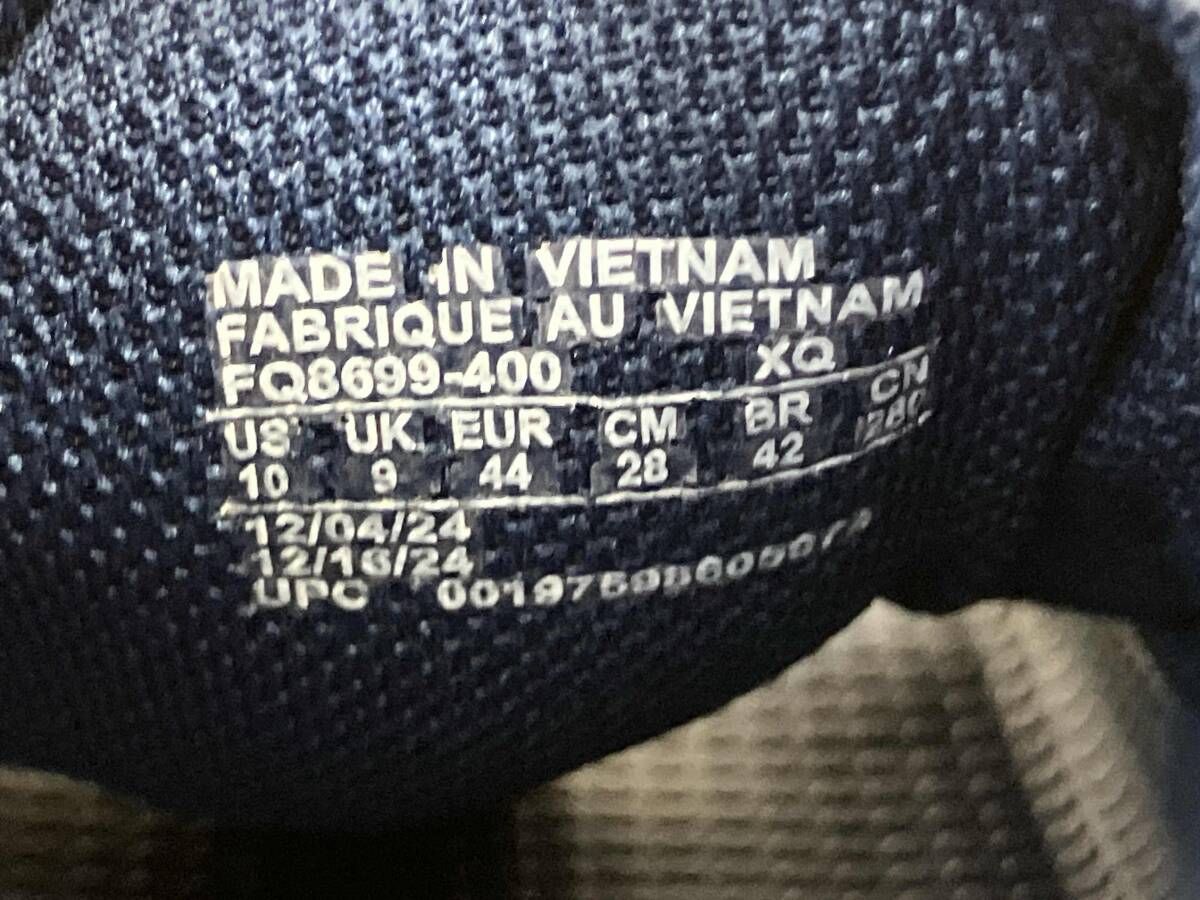 MADE IN VIETNAM
FABRIQUE AU VIETNAM
FQ8699-400 XQ
US UK EUR CM BR CN
10 9 44 28 42
12/04/24
12/16/24
UPC